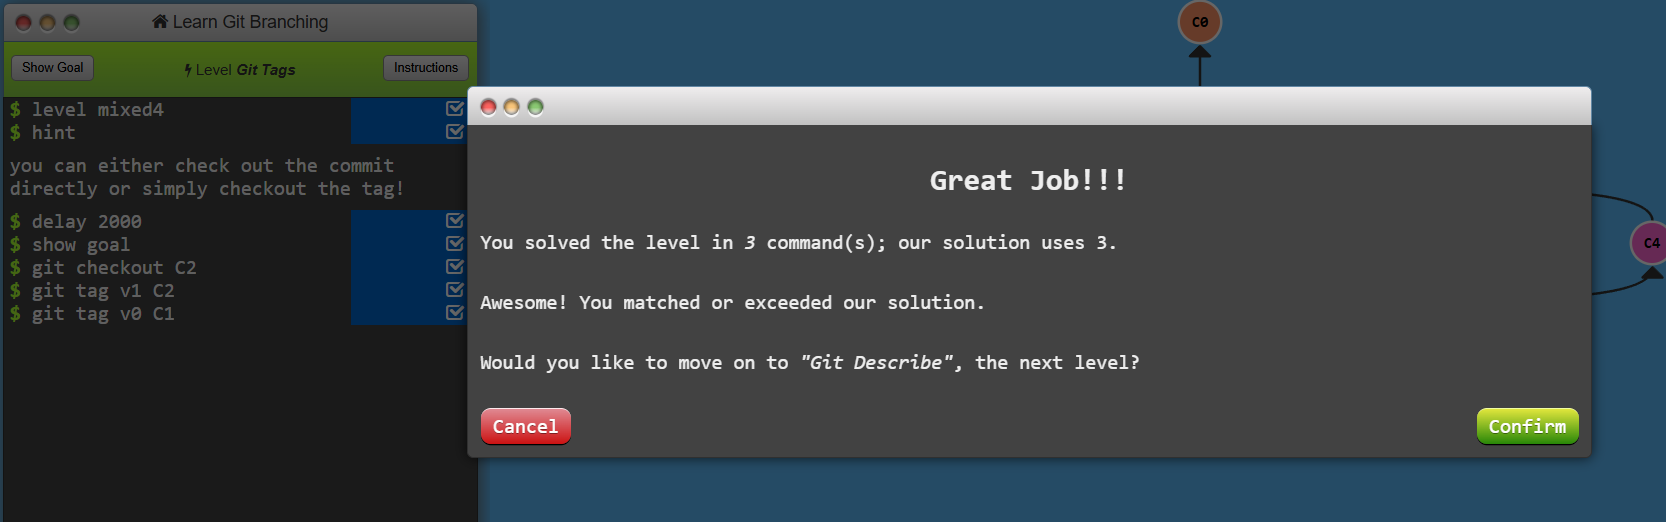 Learn Git Branching
Show Goal
Level Git Tags
Instructions
$ level mixed4
$ hint
you can either check out the commit
directly or simply checkout the tag!
$ delay 2000
$ show goal
$ git checkout C2
$ git tag v1 C2
$ git tag v0 C1
C0
C4
Great Job!!!
You solved the level in 3 command(s); our solution uses 3.
Awesome! You matched or exceeded our solution.
Would you like to move on to "Git Describe", the next level?
Cancel
Confirm